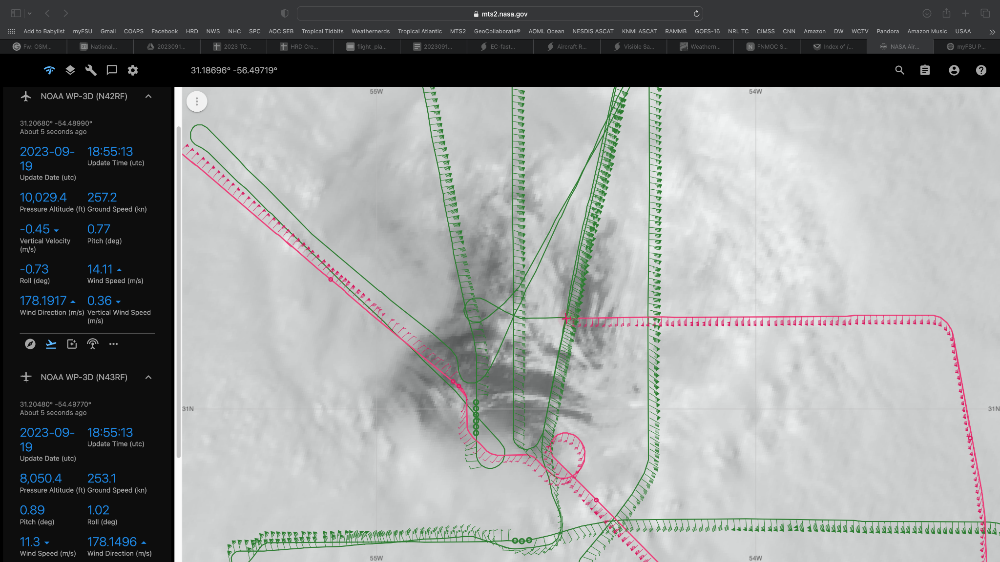 mts2.nasa.gov
Add to Babylist myFSU Gmail COAPS Facebook HRD NWS NHC SPC AOC SEB Tropical Tidbits Weathernerds Tropical Atlantic MTS2 GeoCollaborate® AOML Ocean NESDIS ASCAT KNMI ASCAT RAMMB GOES-16 NRL TC CIMSS CNN Amazon DW WCTV Pandora Amazon Music USAA
Fw: OSM... National... 2023091... 2023 TC... HRD Cre... flight_pla... 2023091... EC-fast... Aircraft R... Visible Sa... Weathern... FNMOC S... Index of /... NASA Air... myFSU P...
31.18696° -56.49719°
NOAA WP-3D (N42RF)
31.20680° -54.48990°
About 5 seconds ago
2023-09-19 18:55:13
Update Date (utc) Update Time (utc)
10,029.4 257.2
Pressure Altitude (ft) Ground Speed (kn)
-0.45 0.77
Vertical Velocity (m/s) Pitch (deg)
-0.73 14.11
Roll (deg) Wind Speed (m/s)
178.1917 0.36
Wind Direction (m/s) Vertical Wind Speed (m/s)
NOAA WP-3D (N43RF)
31.20480° -54.49770°
About 5 seconds ago
2023-09-19 18:55:13
Update Date (utc) Update Time (utc)
8,050.4 253.1
Pressure Altitude (ft) Ground Speed (kn)
0.89 1.02
Pitch (deg) Roll (deg)
11.3 178.1496
Wind Speed (m/s) Wind Direction (m/s)
55W 54W
31N 31N
55W 54W